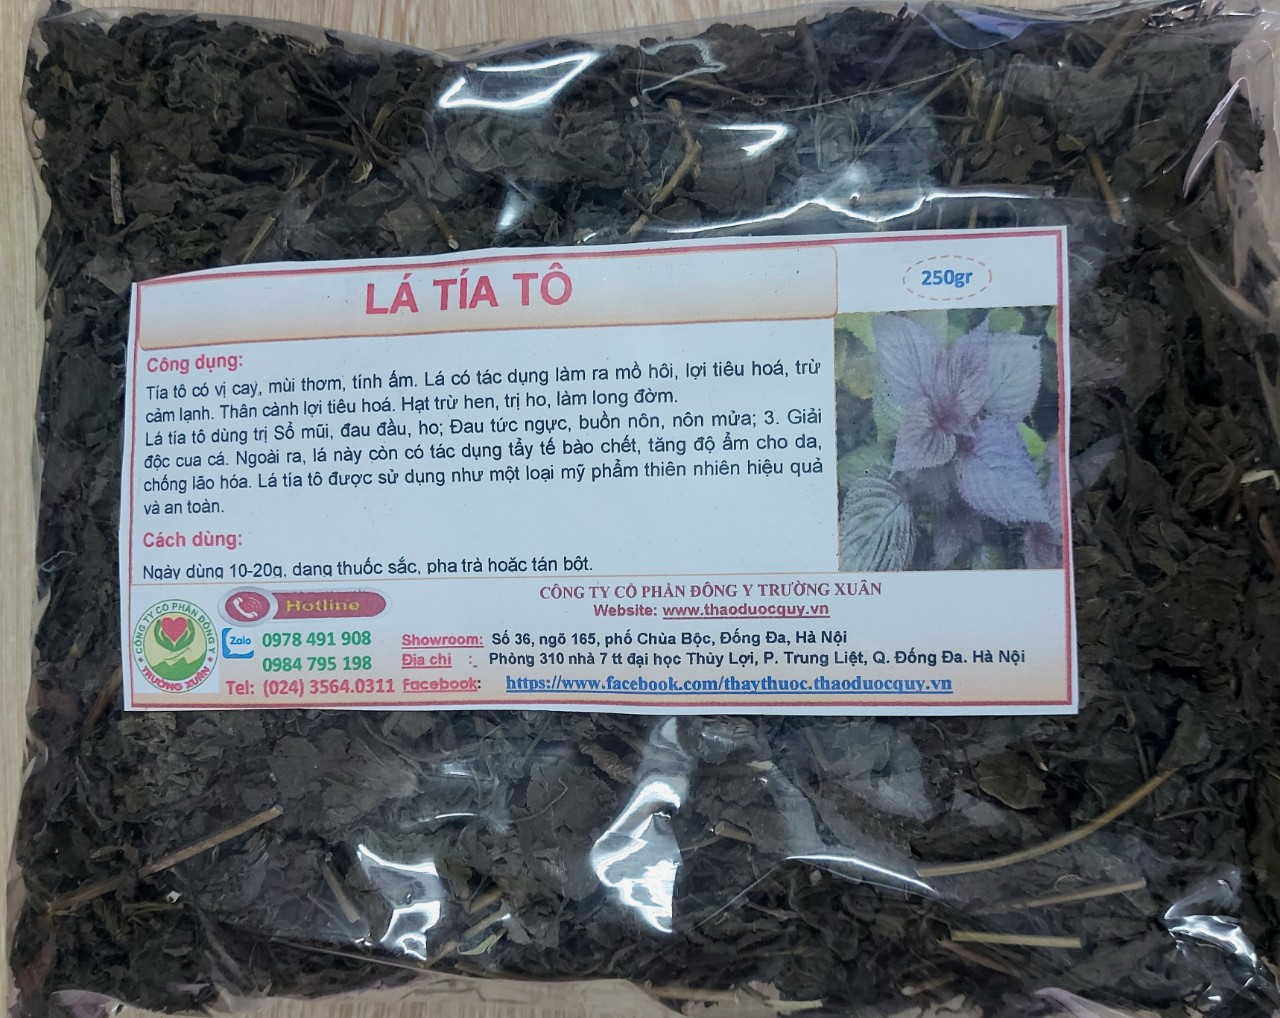 LÁ TÍA TÔ
250gr
Công dụng:
Tía tô có vị cay, mùi thơm, tính ấm. Lá có tác dụng làm ra mồ hôi, lợi tiêu hoá, trừ
cảm lạnh. Thân cành lợi tiêu hoá. Hạt trừ hen, trị ho, làm long đờm.
Lá tía tô dùng trị Sổ mũi, đau đầu, ho; Đau tức ngực, buồn nôn, nôn mửa; 3. Giải
độc cua cá. Ngoài ra, lá này còn có tác dụng tẩy tế bào chết, tăng độ ẩm cho da,
chống lão hóa. Lá tía tô được sử dụng như một loại mỹ phẩm thiên nhiên hiệu quả
và an toàn.
Cách dùng:
Ngày dùng 10-20g, dạng thuốc sắc, pha trà hoặc tán bột.
CÔNG TY CỔ PHẦN ĐÔNG Y TRƯỜNG XUÂN
Website: www.thaoduocquy.vn
Hotline
Zalo 0978 491 908
0984 795 198
Tel: (024) 3564.0311
Showroom: Số 36, ngõ 165, phố Chùa Bộc, Đống Đa, Hà Nội
Địa chỉ : Phòng 310 nhà 7 tt đại học Thủy Lợi, P. Trung Liệt, Q. Đống Đa. Hà Nội
Facebook: https://www.facebook.com/thaythuoc.thaoduocquy.vn
CÔNG TY CỔ PHẦN ĐÔNG Y
TRƯỜNG XUÂN